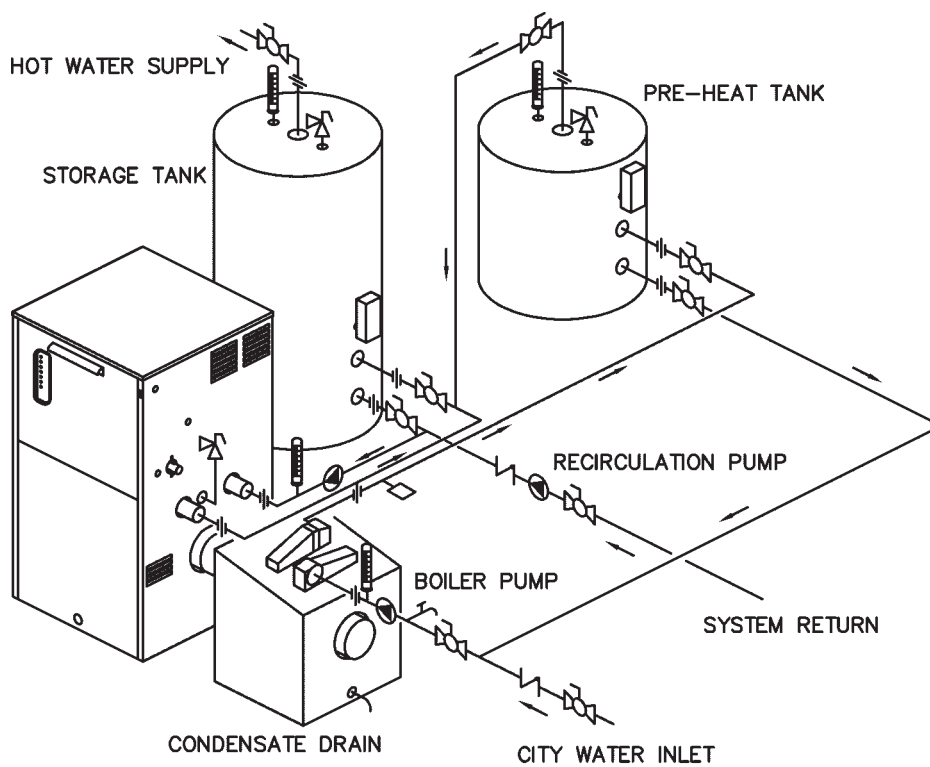 HOT WATER SUPPLY
PRE-HEAT TANK
STORAGE TANK
RECIRCULATION PUMP
BOILER PUMP
SYSTEM RETURN
CONDENSATE DRAIN
CITY WATER INLET